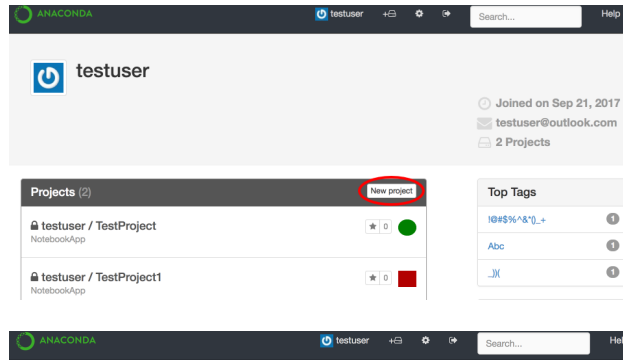 ANACONDA testuser Search... Help
testuser
Joined on Sep 21, 2017
testuser@outlook.com
2 Projects
Projects (2) New project
testuser / TestProject 0
NotebookApp
testuser / TestProject1 0
NotebookApp
Top Tags
!@#$%^&*()_+ 1
Abc 1
_)( 1
ANACONDA testuser Search... Hel